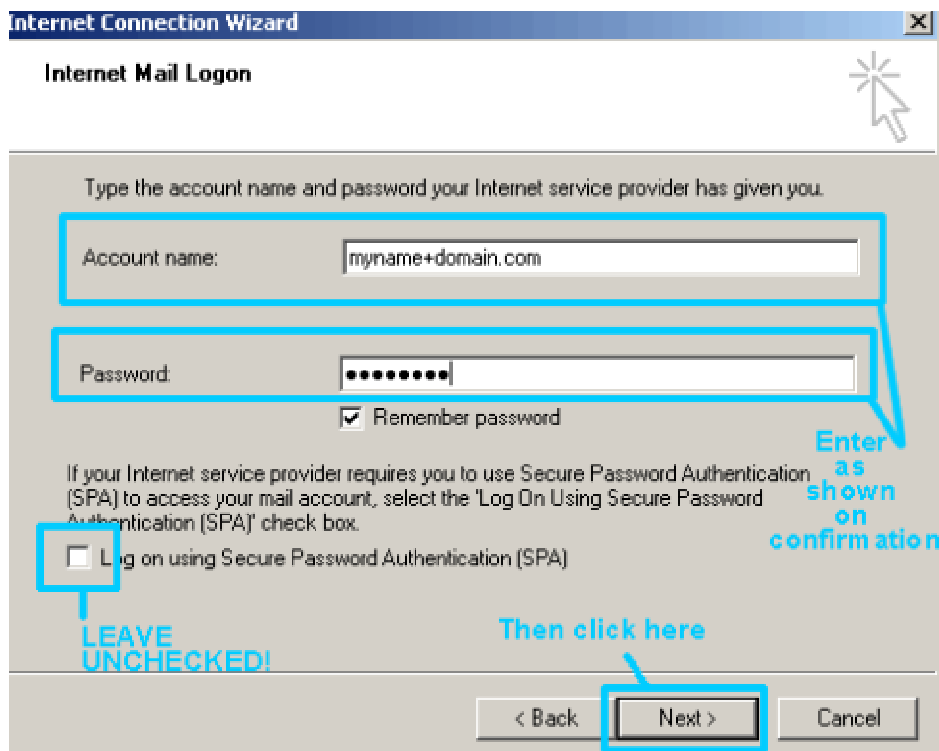 Internet Connection Wizard
Internet Mail Logon
Type the account name and password your Internet service provider has given you.
Account name:
myname+domain.com
Password:
●●●●●●●●
Remember password
Enter
as
shown
on
confirmation
If your Internet service provider requires you to use Secure Password Authentication
(SPA) to access your mail account, select the 'Log On Using Secure Password
Authentication (SPA)' check box.
Log on using Secure Password Authentication (SPA)
LEAVE
UNCHECKED!
Then click here
< Back
Next >
Cancel